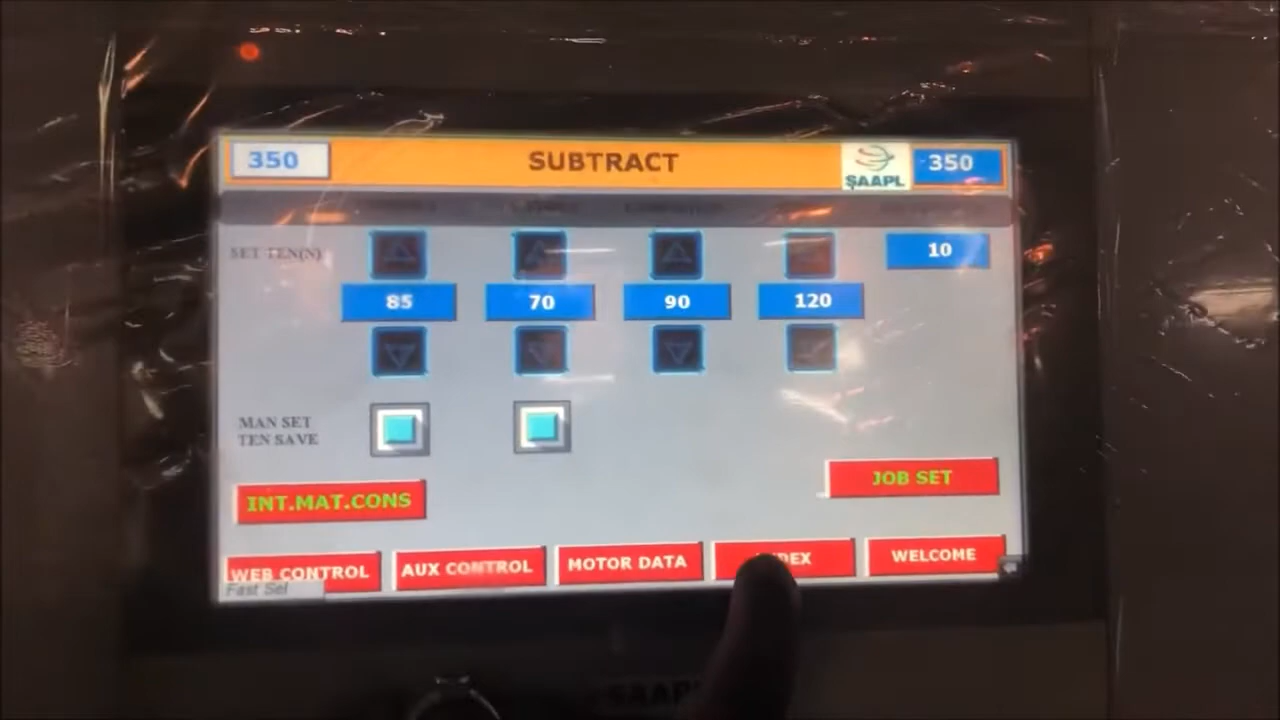 350 SUBTRACT SAAPL 350
SET TEN(N) 10
85 70 90 120
MAN SET
TEN SAVE
JOB SET
INT.MAT.CONS
WEB CONTROL AUX CONTROL MOTOR DATA WELCOME
Fast Sel
SAAPL